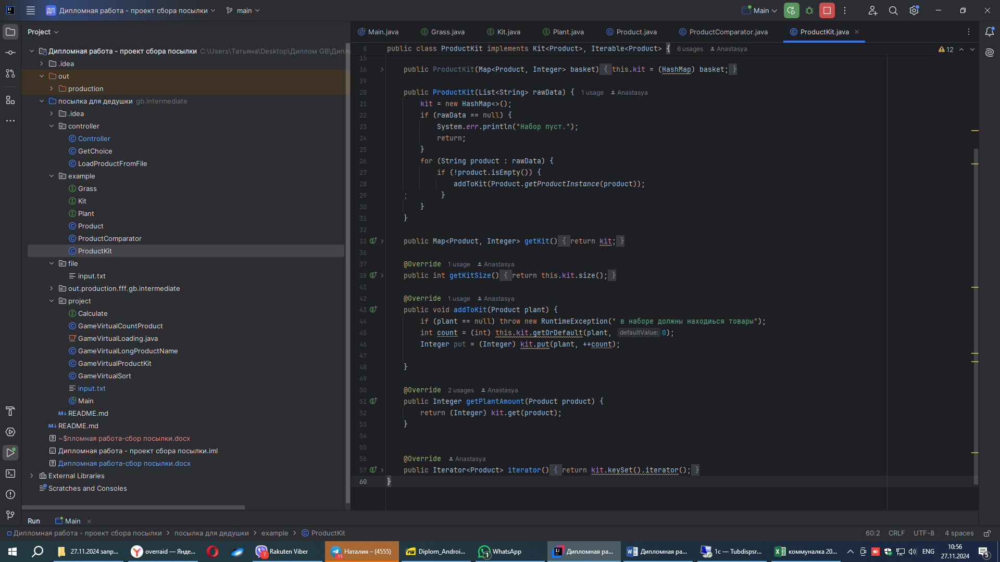 ДП Дипломная работа - проект сбора посылки main Main
Project
Main.java Grass.java Kit.java Plant.java Product.java ProductComparator.java ProductKit.java
Дипломная работа - проект сбора посылки C:\Users\Татьяна\Desktop\Диплом GB\Дипл
.idea
out
production
посылка для дедушки gb.intermediate
.idea
controller
Controller
GetChoice
LoadProductFromFile
example
Grass
Kit
Plant
Product
ProductComparator
ProductKit
file
input.txt
out.production.fff.gb.intermediate
project
Calculate
GameVirtualCountProduct
GameVirtualLoading.java
GameVirtualLongProductName
GameVirtualProductKit
GameVirtualSort
input.txt
Main
README.md
README.md
~$пломная работа-сбор посылки.docx
Дипломная работа - проект сбора посылки.iml
Дипломная работа-сбор посылки.docx
External Libraries
Scratches and Consoles
8 public class ProductKit implements Kit<Product>, Iterable<Product> { 6 usages Anastasya 12
15
16 public ProductKit(Map<Product, Integer> basket) { this.kit = (HashMap) basket; }
19
20 public ProductKit(List<String> rawData) { 1 usage Anastasya
21 kit = new HashMap<>();
22 if (rawData == null) {
23 System.err.println("Набор пуст.");
24 return;
25 }
26 for (String product : rawData) {
27 if (!product.isEmpty()) {
28 addToKit(Product.getProductInstance(product));
29 ; }
30 }
31 }
32
33 public Map<Product, Integer> getKit() { return kit; }
36
37 @Override 1 usage Anastasya
38 public int getKitSize() { return this.kit.size(); }
41
42 @Override 1 usage Anastasya
43 public void addToKit(Product plant) {
44 if (plant == null) throw new RuntimeException(" в наборе должны находиься товары");
45 int count = (int) this.kit.getOrDefault(plant, defaultValue: 0);
46 Integer put = (Integer) kit.put(plant, ++count);
47
48 }
49
50 @Override 2 usages Anastasya
51 public Integer getPlantAmount(Product product) {
52 return (Integer) kit.get(product);
53 }
54
55
56 @Override Anastasya
57 public Iterator<Product> iterator() { return kit.keySet().iterator(); }
60 }
Run Main
Дипломная работа - проект сбора посылки > посылка для дедушки > example > ProductKit 60:2 CRLF UTF-8 4 spaces
27.11.2024 запр... overraid — Янде... 7 Rakuten Viber ..55 Наталия – (4555) PDF Diplom_Androi... 1 WhatsApp Дипломная ра... Дипломная ра... 1с — Tubdispsr... коммуналка 20... ENG 10:56
27.11.2024 5